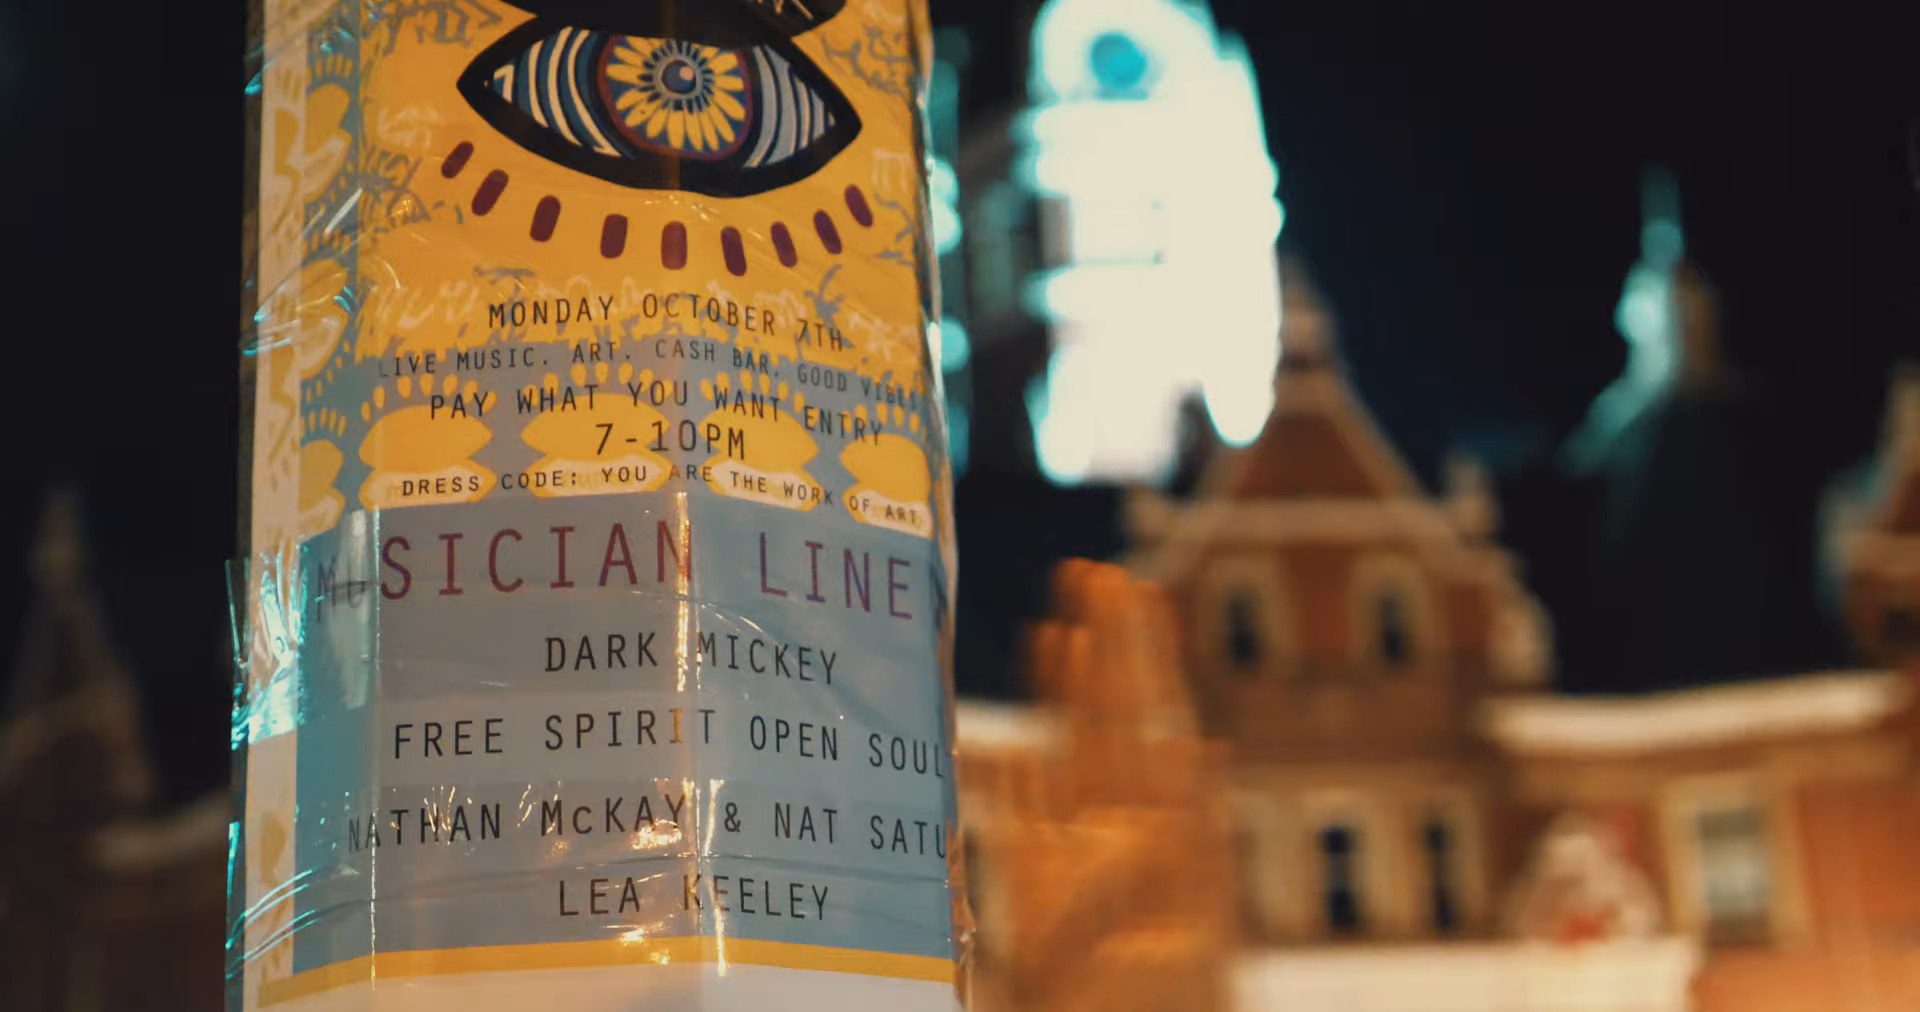 MONDAY OCTOBER 7TH
LIVE MUSIC. ART. CASH BAR. GOOD VIBES
PAY WHAT YOU WANT ENTRY
7-10PM
DRESS CODE: YOU ARE THE WORK OF ART
MUSICIAN LINE
DARK MICKEY
FREE SPIRIT OPEN SOUL
NATHAN McKAY & NAT SATU
LEA KEELEY